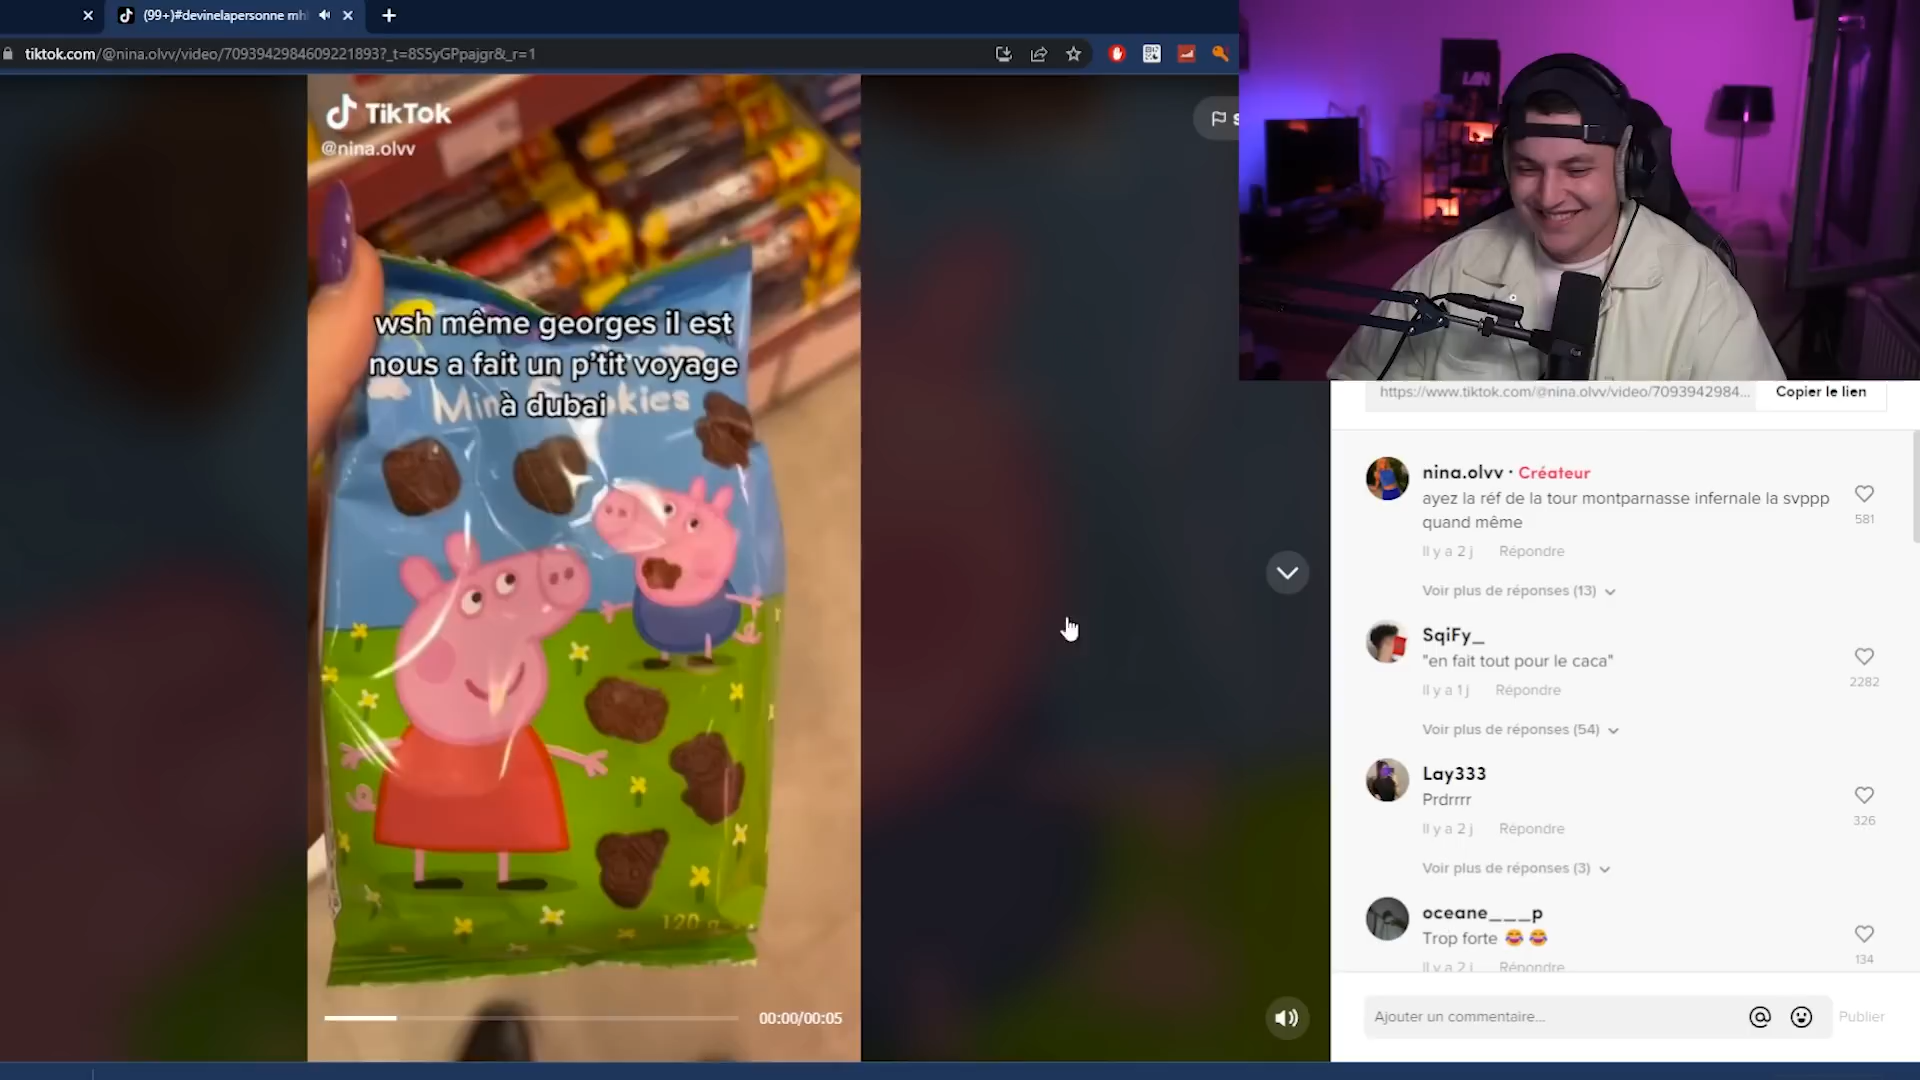 (99+)#devinelapersonne mh
tiktok.com/@nina.olvv/video/7093942984609221893?_t=8S5yGPpajgr&_r=1
TikTok
@nina.olvv
wsh même georges il est
nous a fait un p'tit voyage
à dubai
120 g
00:00/00:05
LAN
https://www.tiktok.com/@nina.olvv/video/7093942984...
Copier le lien
nina.olvv · Créateur
ayez la réf de la tour montparnasse infernale la svppp
quand même
581
Il y a 2 j Répondre
Voir plus de réponses (13)
SqiFy_
"en fait tout pour le caca"
2282
Il y a 1 j Répondre
Voir plus de réponses (54)
Lay333
Prdrrrr
326
Il y a 2 j Répondre
Voir plus de réponses (3)
oceane___p
Trop forte 😂 😂
134
Il y a 2 j Répondre
Ajouter un commentaire...
Publier